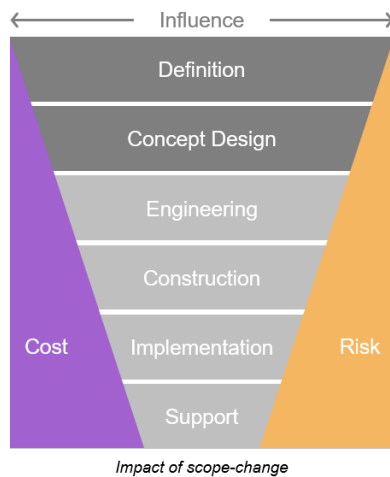 Influence
Definition
Concept Design
Engineering
Construction
Cost
Implementation
Risk
Support
Impact of scope-change